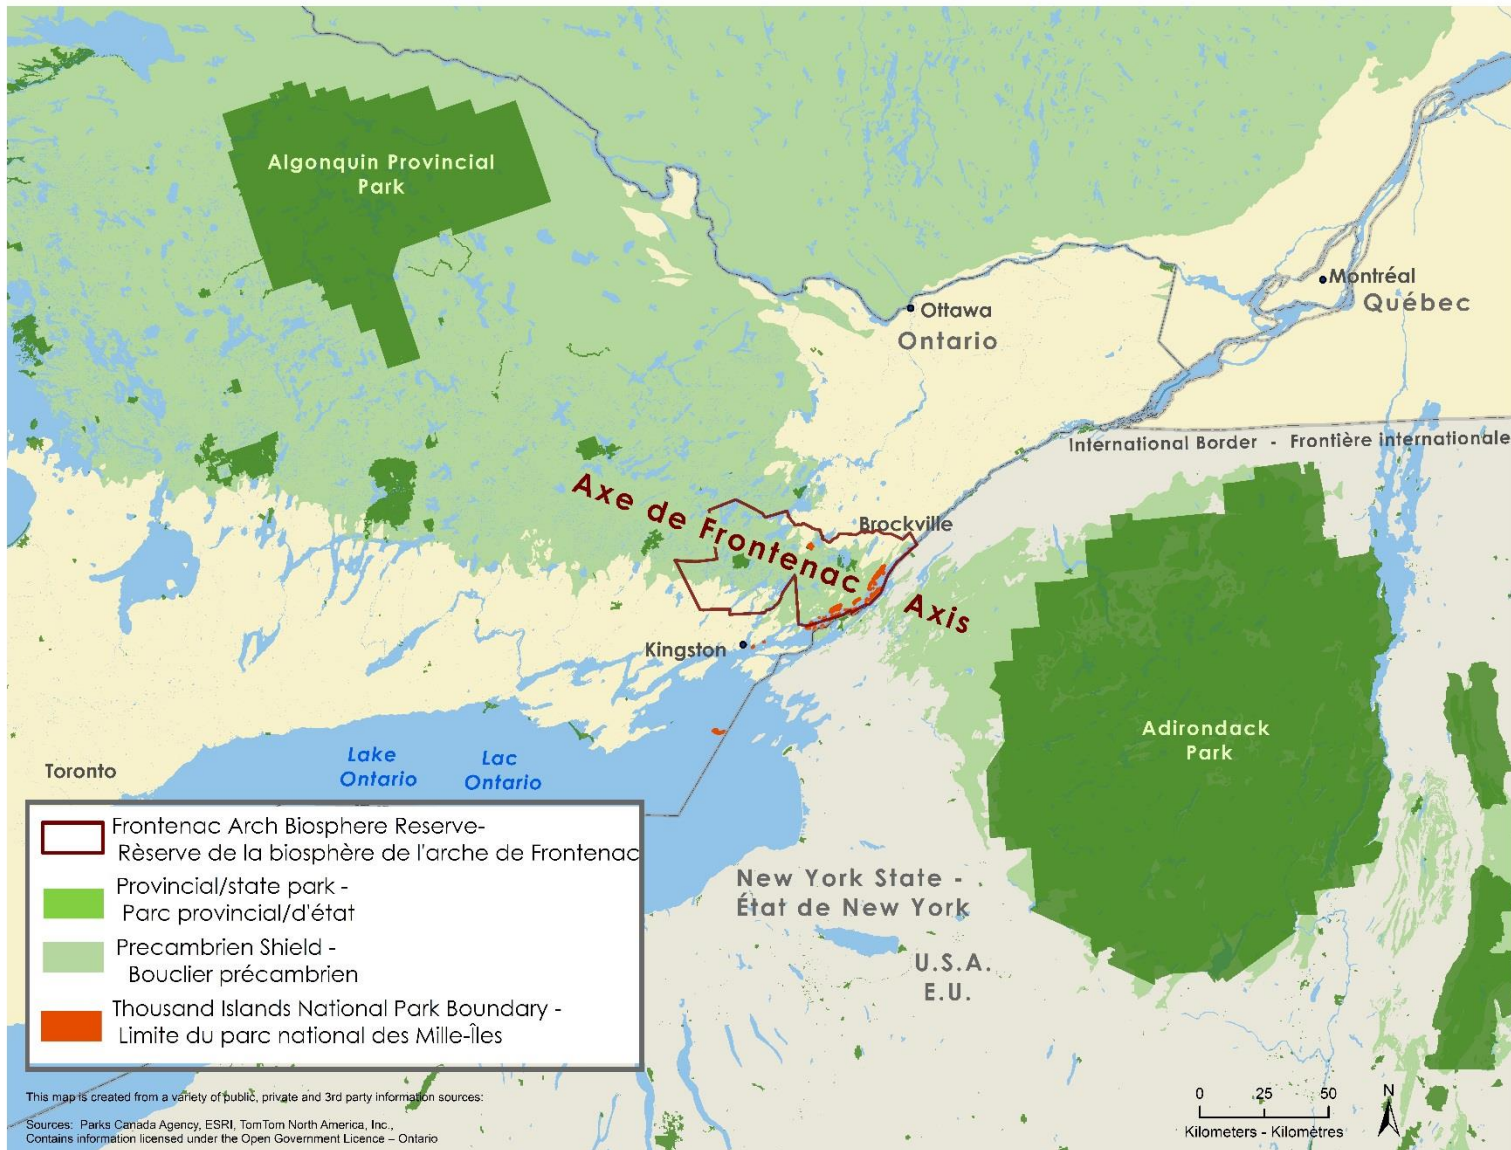 Algonquin Provincial
Park
Montréal
Québec
Ottawa
Ontario
International Border - Frontière internationale
Axe de Frontenac Axis
Brockville
Kingston
Adirondack
Park
Toronto
Lake
Ontario
Lac
Ontario
New York State -
État de New York
U.S.A.
E.U.
Frontenac Arch Biosphere Reserve-
Rèserve de la biosphère de l'arche de Frontenac
Provincial/state park -
Parc provincial/d'état
Precambrien Shield -
Bouclier précambrien
Thousand Islands National Park Boundary -
Limite du parc national des Mille-Îles
This map is created from a variety of public, private and 3rd party information sources:
Sources: Parks Canada Agency, ESRI, TomTom North America, Inc.,
Contains information licensed under the Open Government Licence – Ontario
0 25 50
Kilometers - Kilomètres
N